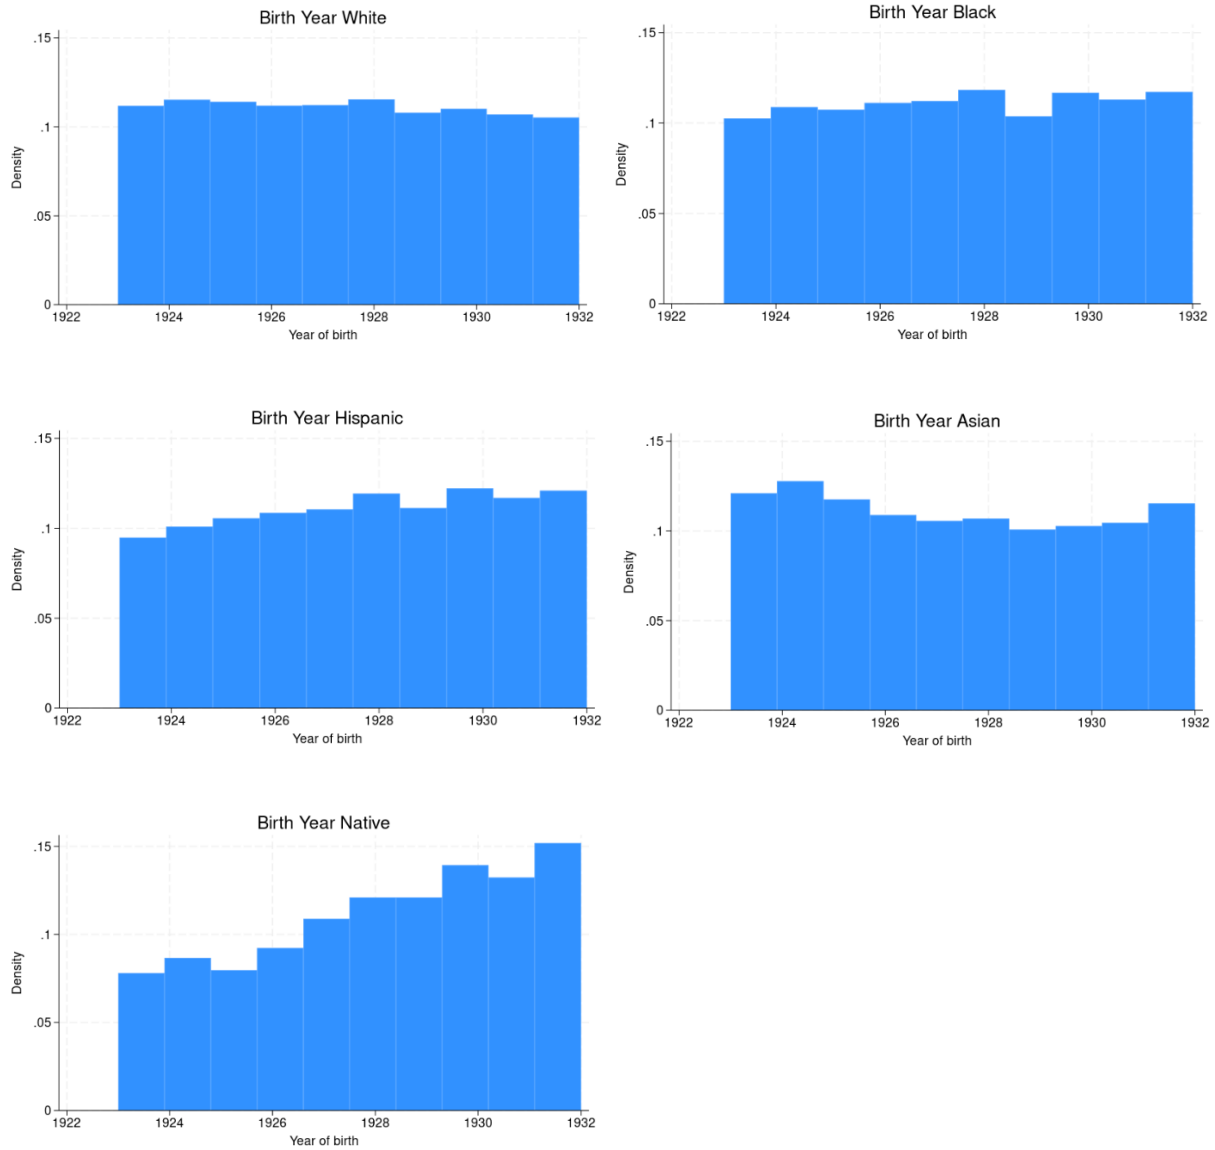 Birth Year White
.15
.1
.05
0
Density
1922 1924 1926 1928 1930 1932
Year of birth
Birth Year Black
.15
.1
.05
0
Density
1922 1924 1926 1928 1930 1932
Year of birth
Birth Year Hispanic
.15
.1
.05
0
Density
1922 1924 1926 1928 1930 1932
Year of birth
Birth Year Asian
.15
.1
.05
0
Density
1922 1924 1926 1928 1930 1932
Year of birth
Birth Year Native
.15
.1
.05
0
Density
1922 1924 1926 1928 1930 1932
Year of birth